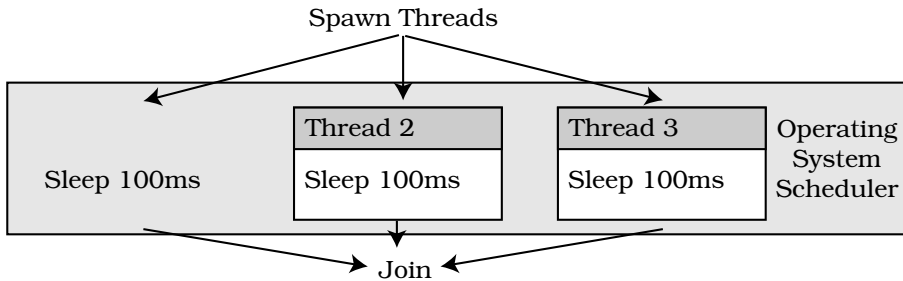 Spawn Threads
Thread 2
Thread 3
Operating
System
Scheduler
Sleep 100ms
Sleep 100ms
Sleep 100ms
Join